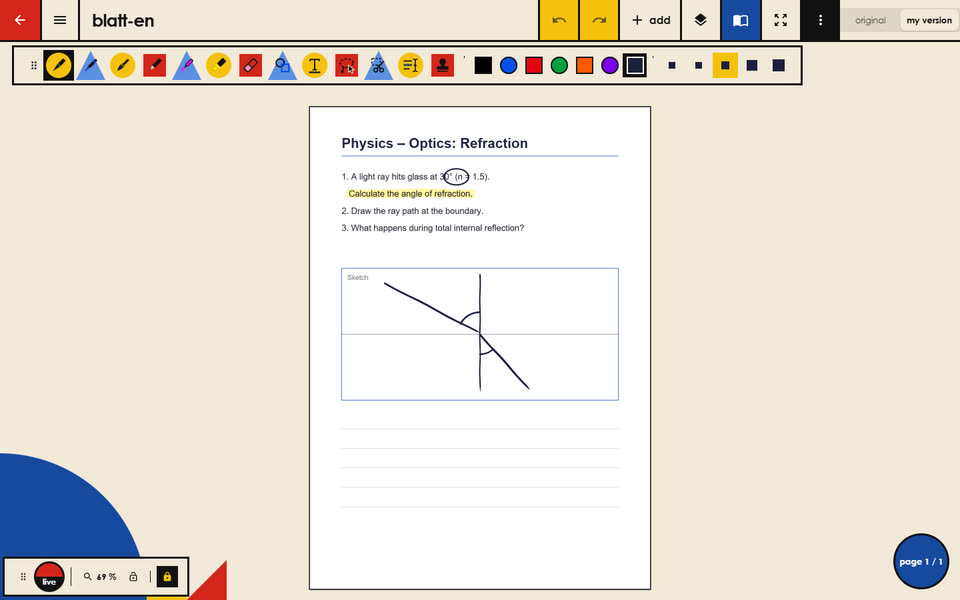 blatt-en
add
original
my version
Physics – Optics: Refraction
1. A light ray hits glass at 30° (n = 1.5).
Calculate the angle of refraction.
2. Draw the ray path at the boundary.
3. What happens during total internal reflection?
Sketch
live
69 %
page 1 / 1